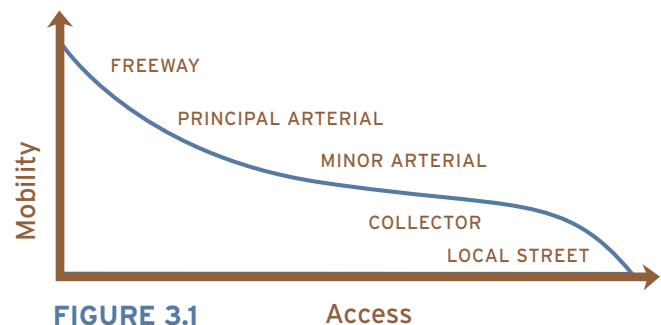 FREEWAY
PRINCIPAL ARTERIAL
MINOR ARTERIAL
COLLECTOR
LOCAL STREET
Mobility
FIGURE 3.1
Access